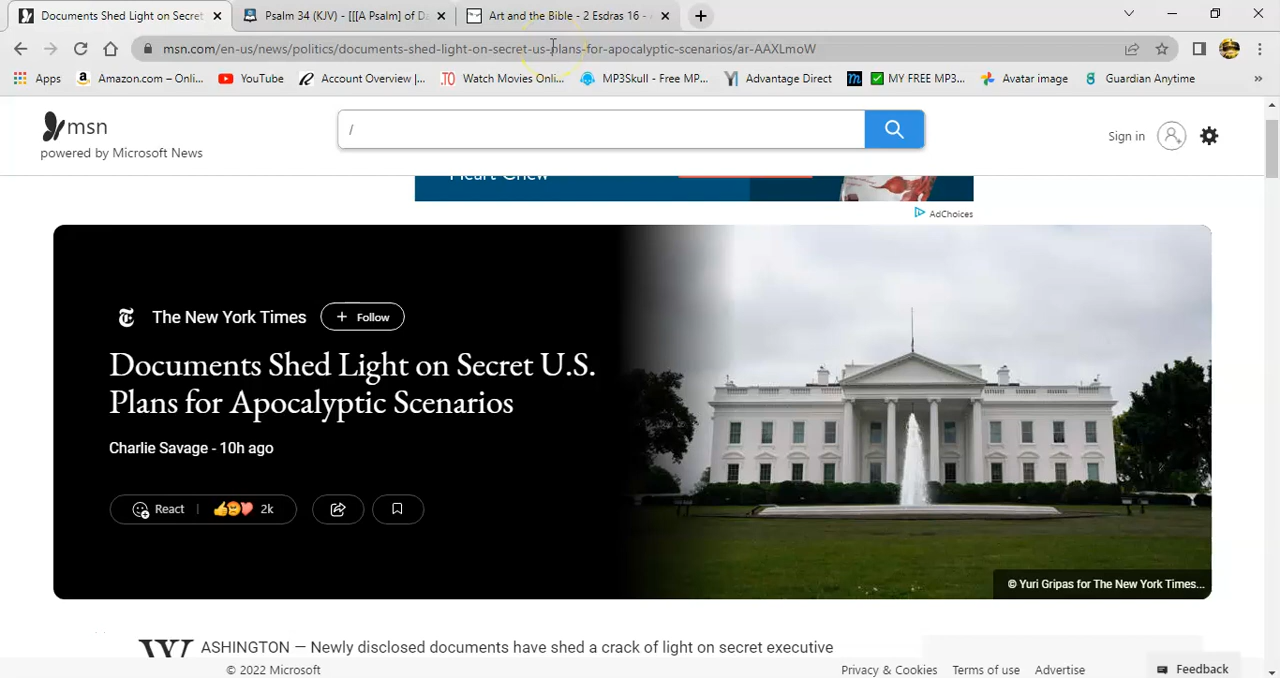 Documents Shed Light on Secret
Psalm 34 (KJV) - [[[A Psalm] of D
Art and the Bible - 2 Esdras 16 -
msn.com/en-us/news/politics/documents-shed-light-on-secret-us-plans-for-apocalyptic-scenarios/ar-AAXLmoW
Apps
Amazon.com – Onli...
YouTube
Account Overview |...
Watch Movies Onli...
MP3Skull - Free MP...
Advantage Direct
MY FREE MP3...
Avatar image
Guardian Anytime
»
msn
powered by Microsoft News
/
Sign in
AdChoices
The New York Times
+ Follow
Documents Shed Light on Secret U.S.
Plans for Apocalyptic Scenarios
Charlie Savage - 10h ago
React
2k
© Yuri Gripas for The New York Times...
WASHINGTON — Newly disclosed documents have shed a crack of light on secret executive
© 2022 Microsoft
Privacy & Cookies
Terms of use
Advertise
Feedback